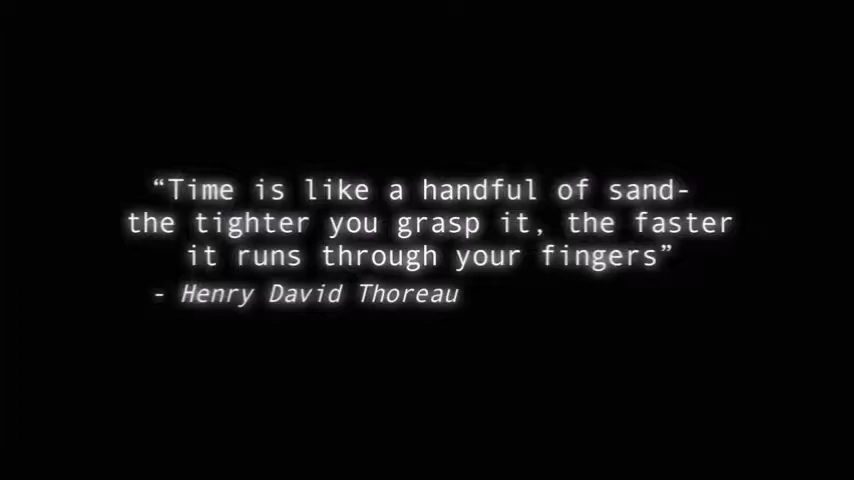 “Time is like a handful of sand-
the tighter you grasp it, the faster
it runs through your fingers”
- Henry David Thoreau